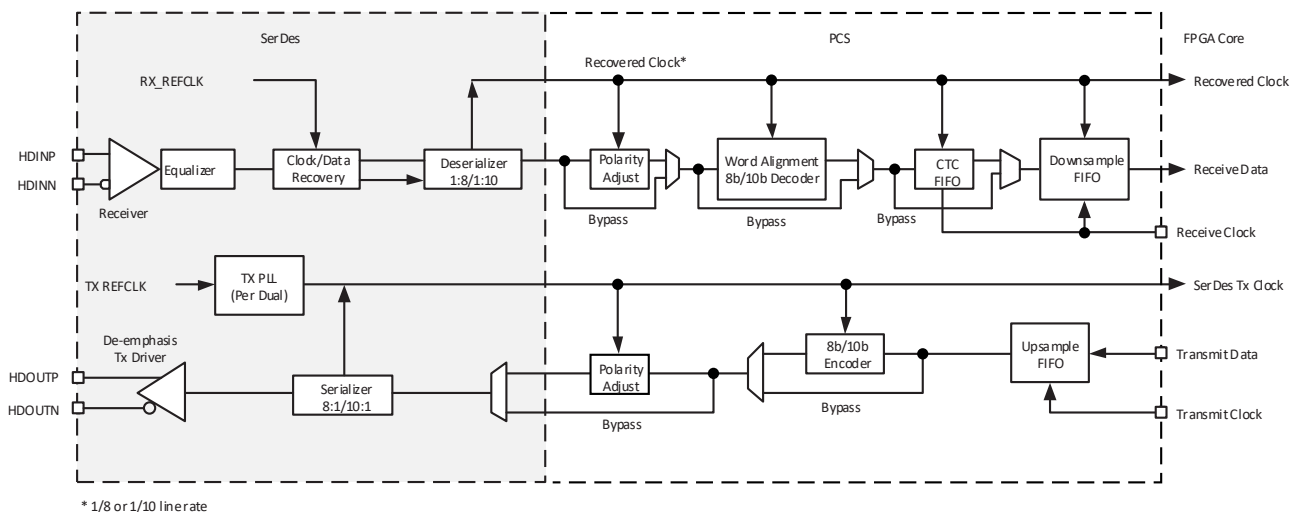 SerDes
PCS
FPGA Core
RX_REFCLK
Recovered Clock*
Recovered Clock
HDINP
HDINN
Receiver
Equalizer
Clock/Data
Recovery
Deserializer
1:8/1:10
Polarity
Adjust
Bypass
Word Alignment
8b/10b Decoder
Bypass
CTC
FIFO
Bypass
Downsample
FIFO
Receive Data
Receive Clock
TX REFCLK
TX PLL
(Per Dual)
SerDes Tx Clock
De-emphasis
Tx Driver
HDOUTP
HDOUTN
Serializer
8:1/10:1
Polarity
Adjust
Bypass
8b/10b
Encoder
Bypass
Upsample
FIFO
Transmit Data
Transmit Clock
* 1/8 or 1/10 line rate